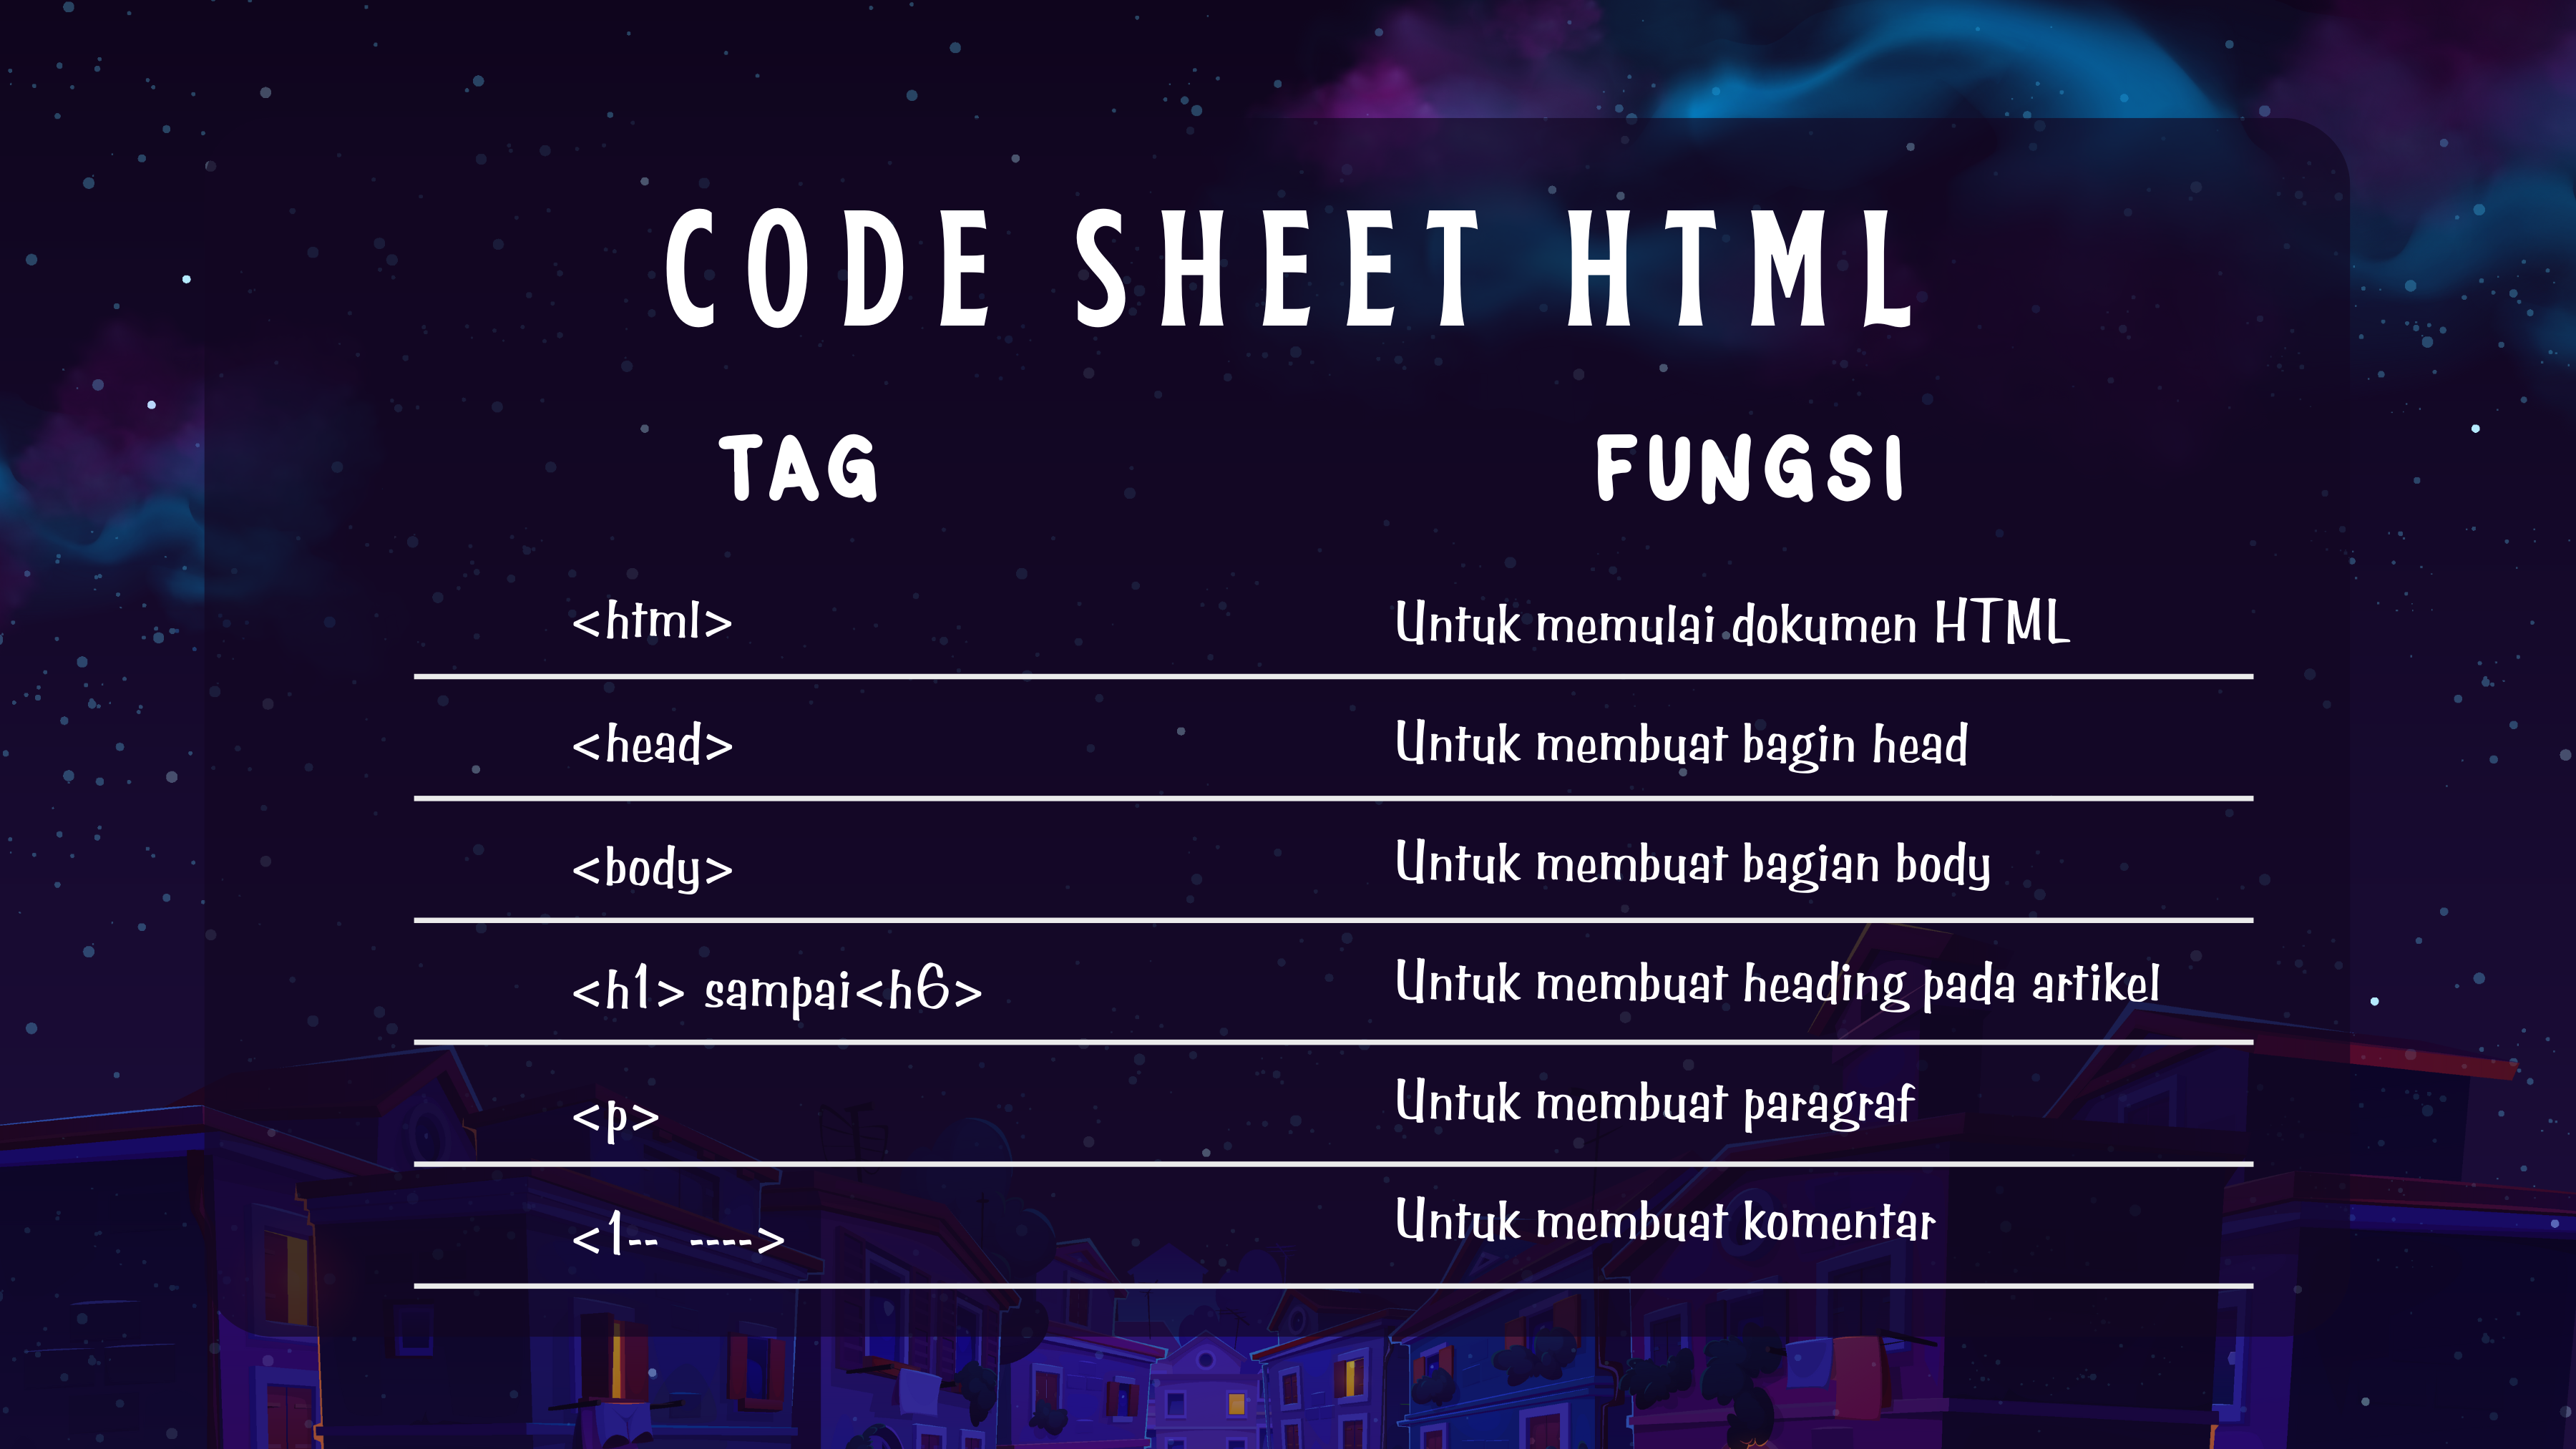 CODE SHEET HTML
TAG FUNGSI
<html> Untuk memulai dokumen HTML
<head> Untuk membuat bagin head
<body> Untuk membuat bagian body
<h1> sampai<h6> Untuk membuat heading pada artikel
<p> Untuk membuat paragraf
<1-- ----> Untuk membuat komentar